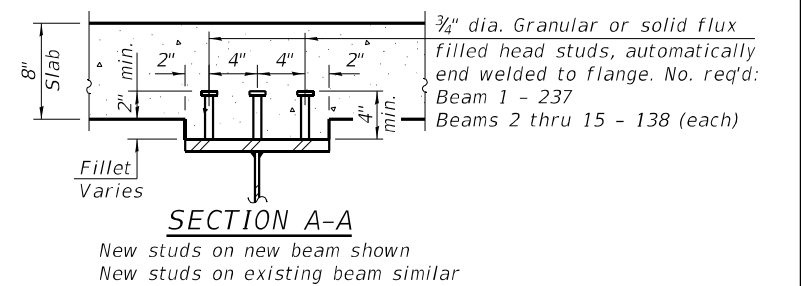 ¾" dia. Granular or solid flux
filled head studs, automatically
end welded to flange. No. req'd:
Beam 1 - 237
Beams 2 thru 15 - 138 (each)
8"
Slab
2" min.
2"
4"
4"
2"
4"
min.
Fillet
Varies
SECTION A-A
New studs on new beam shown
New studs on existing beam similar